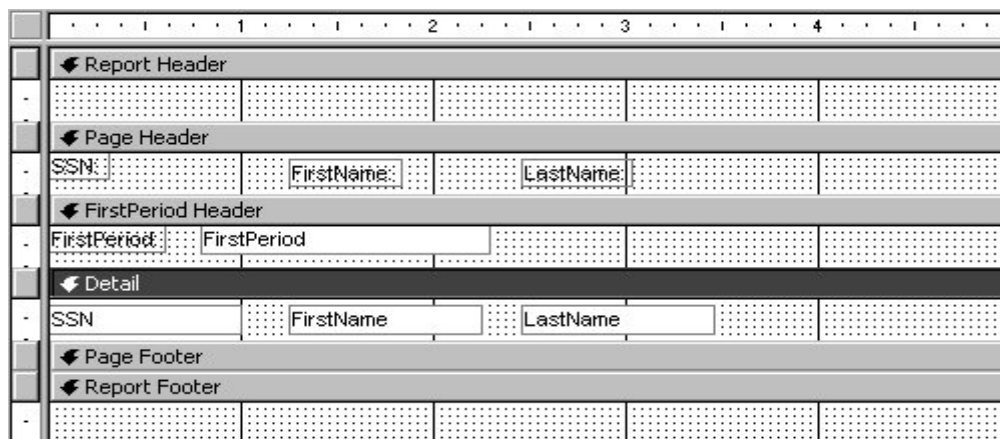 1 2 3 4
Report Header
Page Header
SSN: FirstName: LastName:
FirstPeriod Header
FirstPeriod: FirstPeriod
Detail
SSN FirstName LastName
Page Footer
Report Footer